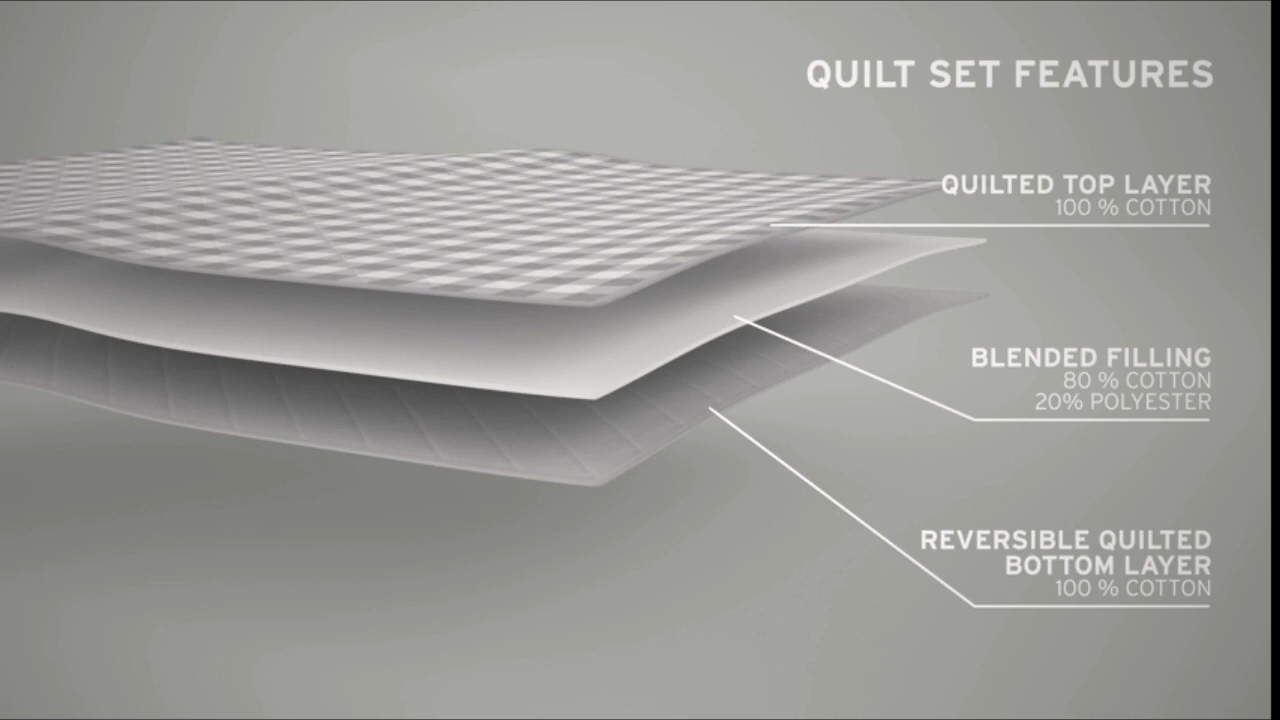 QUILT SET FEATURES
QUILTED TOP LAYER
100 % COTTON
BLENDED FILLING
80 % COTTON
20% POLYESTER
REVERSIBLE QUILTED
BOTTOM LAYER
100 % COTTON